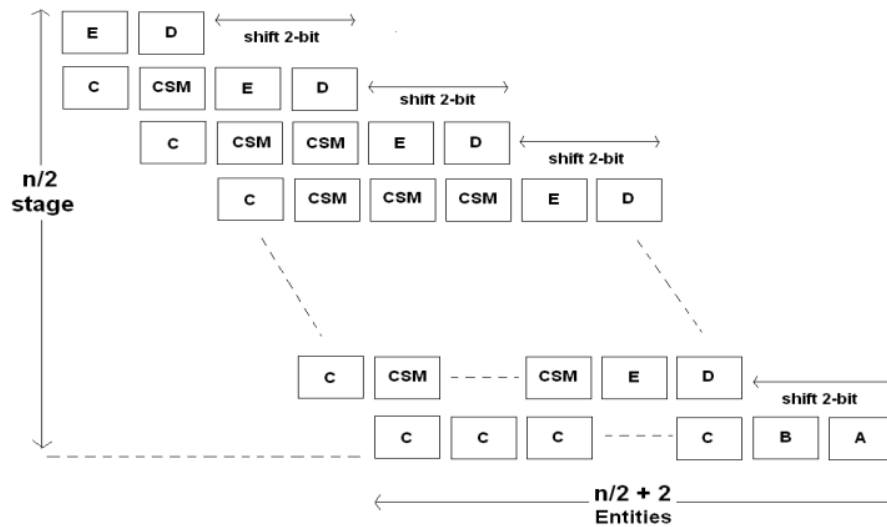 E D shift 2-bit
C CSM E D shift 2-bit
C CSM CSM E D shift 2-bit
C CSM CSM CSM E D
n/2
stage
C CSM CSM E D shift 2-bit
C C C C B A
n/2 + 2
Entities